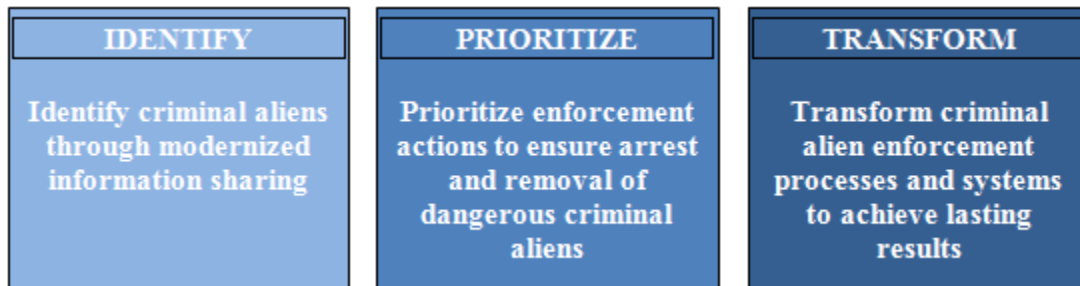 IDENTIFY
Identify criminal aliens
through modernized
information sharing
PRIORITIZE
Prioritize enforcement
actions to ensure arrest
and removal of
dangerous criminal
aliens
TRANSFORM
Transform criminal
alien enforcement
processes and systems
to achieve lasting
results